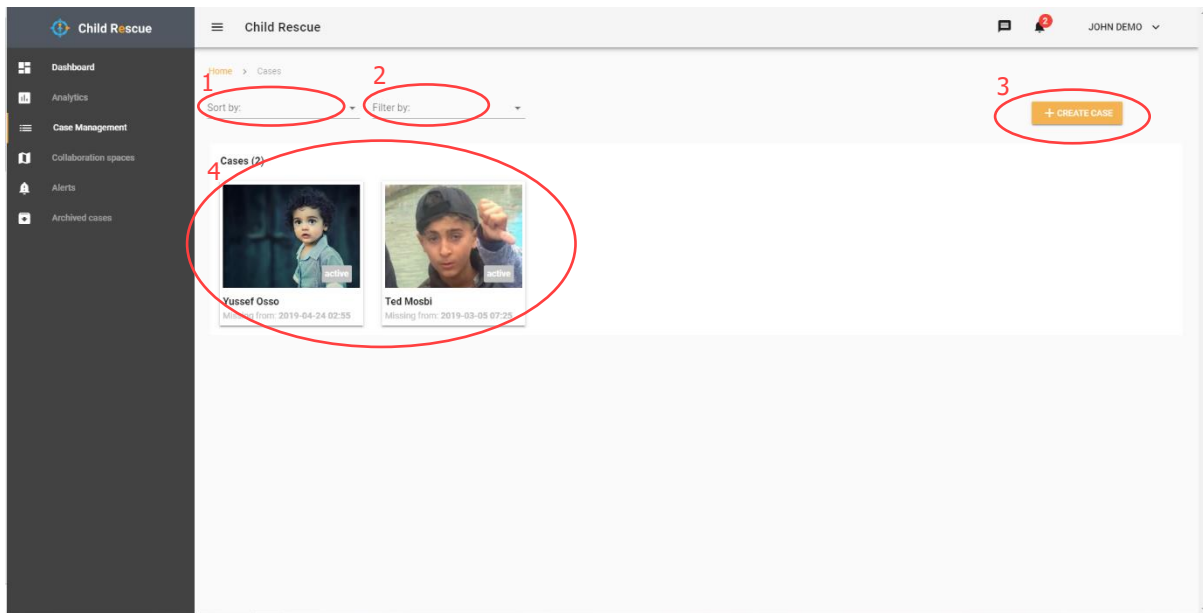 Child Rescue
Child Rescue
2
JOHN DEMO
Dashboard
Analytics
Case Management
Collaboration spaces
Alerts
Archived cases
Home > Cases
1
2
3
Sort by:
Filter by:
+ CREATE CASE
4
Cases (2)
active
active
Yussef Osso
Missing from: 2019-04-24 02:55
Ted Mosbi
Missing from: 2019-03-05 07:25